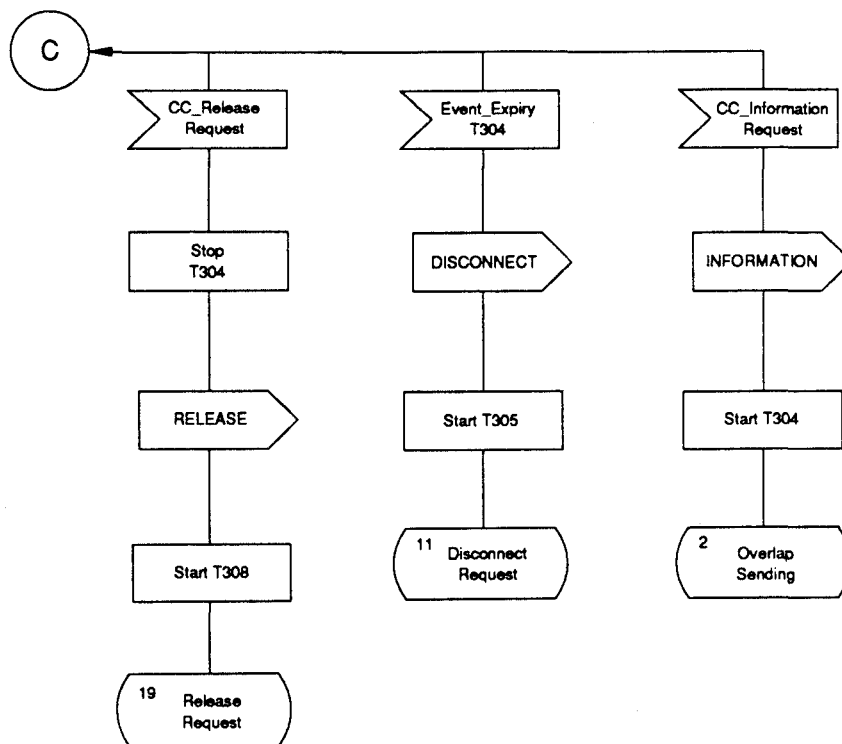 C
CC_Release
Request
Event_Expiry
T304
CC_Information
Request
Stop
T304
DISCONNECT
INFORMATION
RELEASE
Start T305
Start T304
Start T308
11
Disconnect
Request
2
Overlap
Sending
19
Release
Request